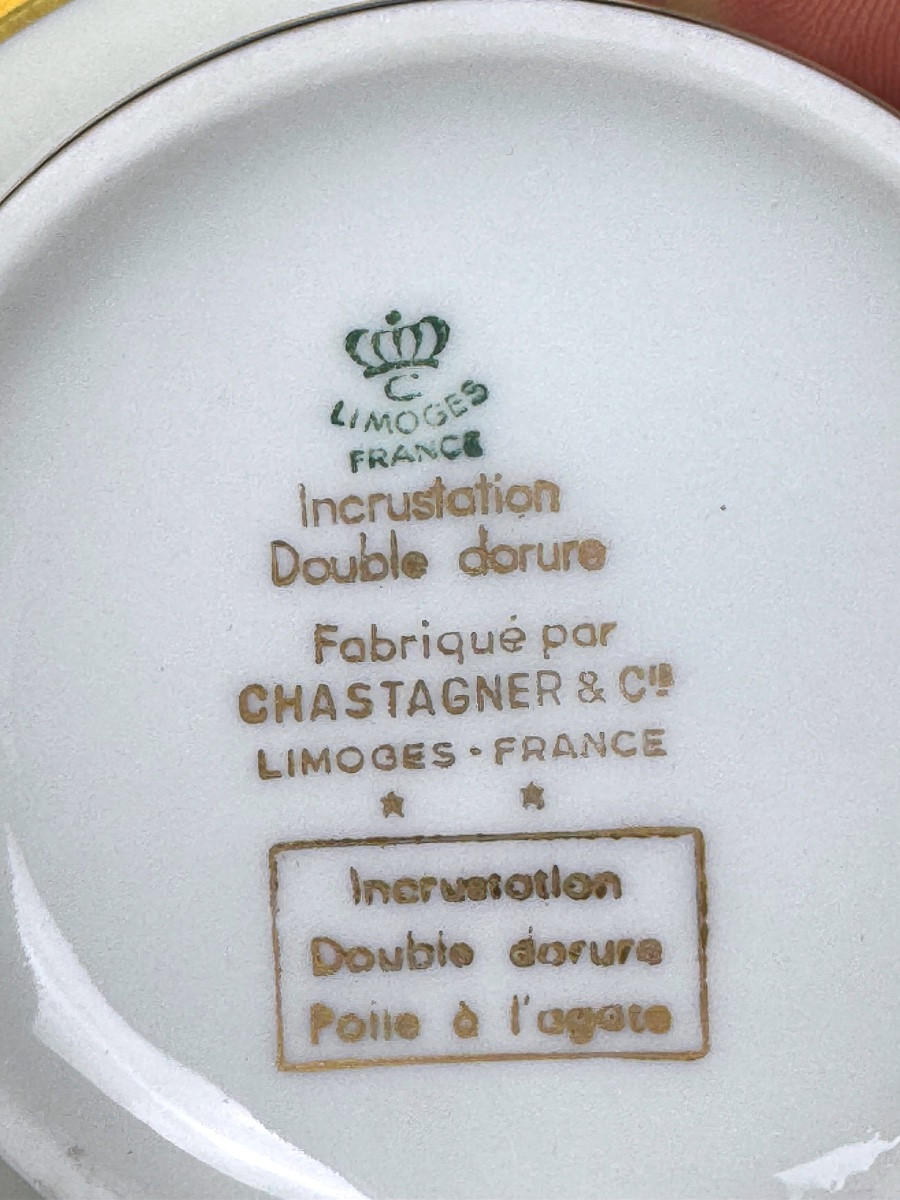 C
LIMOGES
FRANCE
Incrustation
Double dorure
Fabriqué par
CHASTAGNER & Cie
LIMOGES - FRANCE
Incrustation
Double dorure
Polie à l'agate